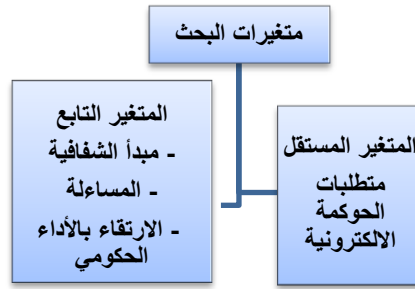 متغيرات البحث
المتغير المستقل
متطلبات
الحوكمة
الالكترونية
المتغير التابع
- مبدأ الشفافية
- المساءلة
- الارتقاء بالأداء
الحكومي